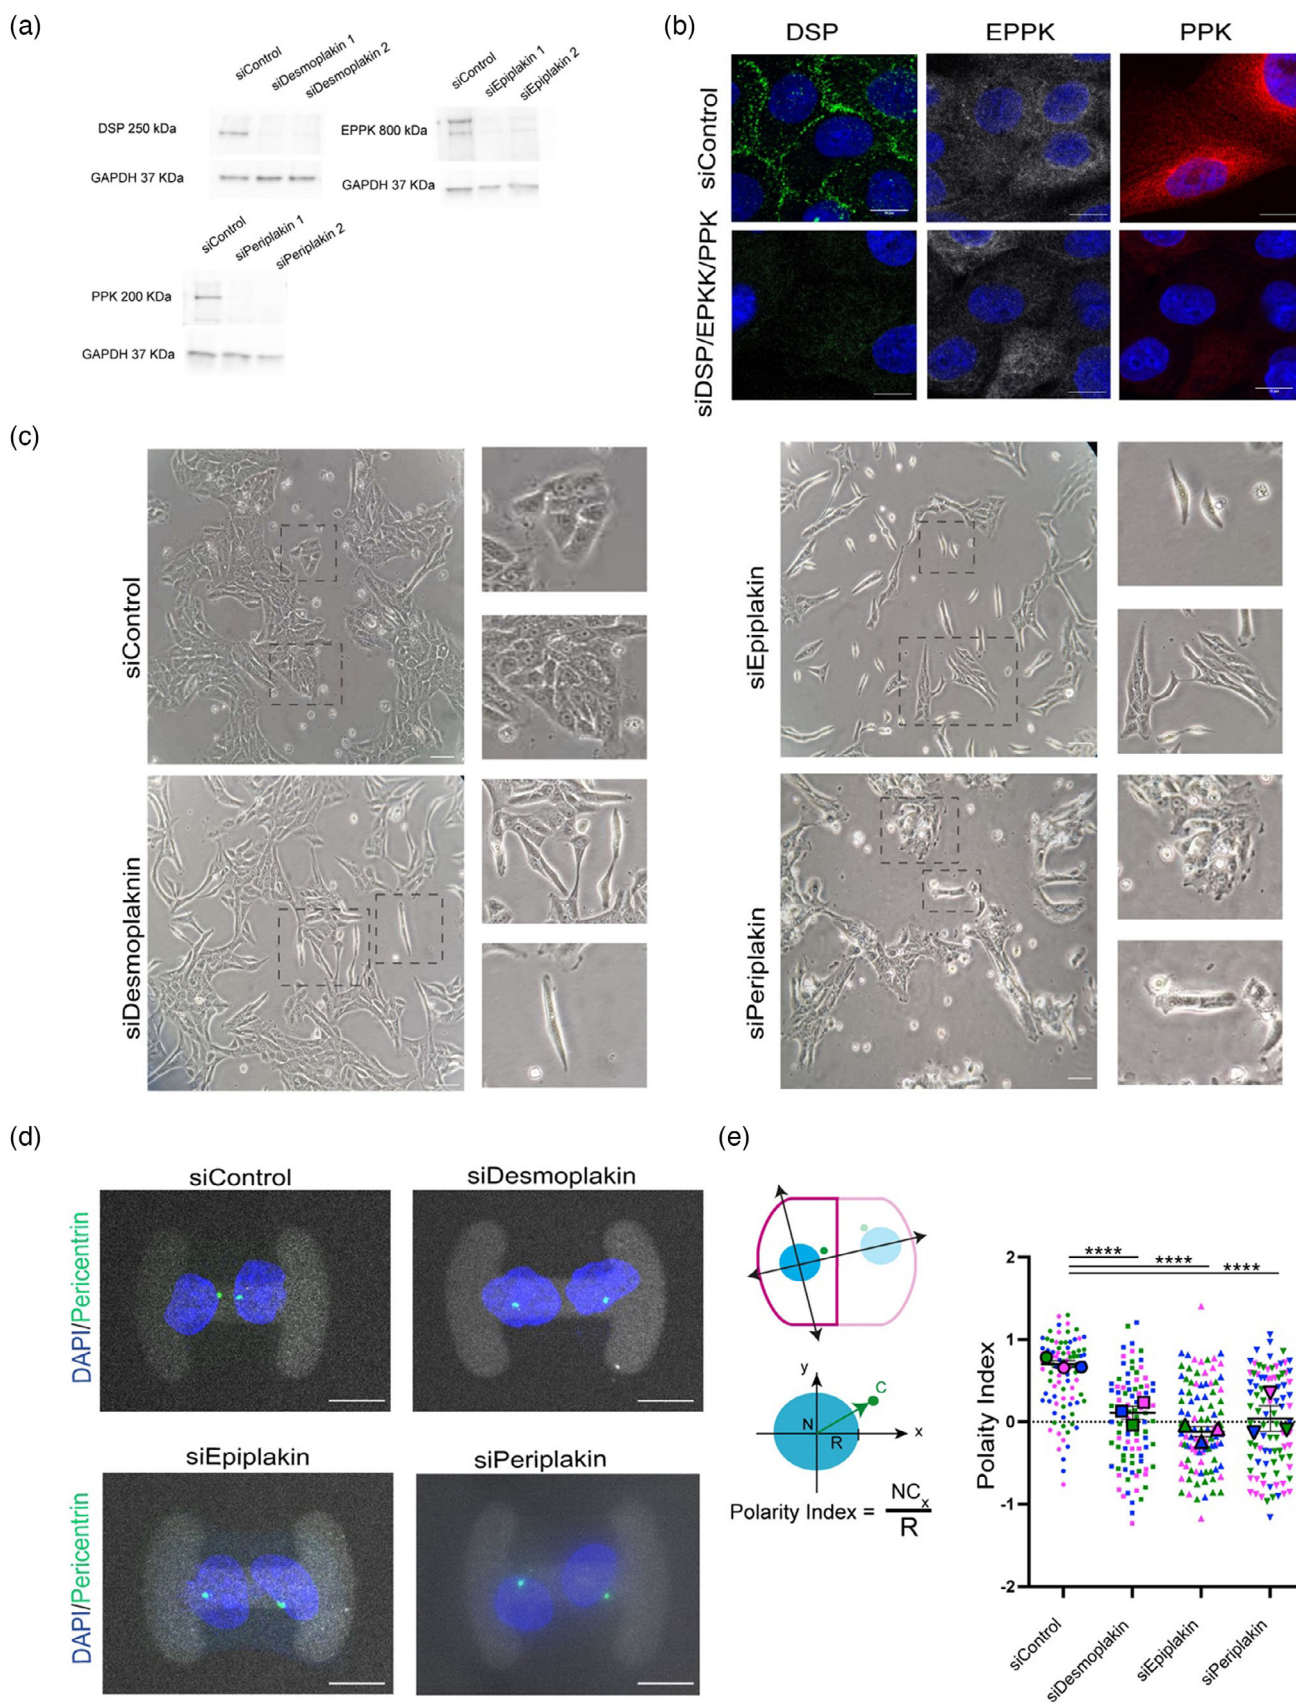 (a)
siControl
siDesmoplakin 1
siDesmoplakin 2
DSP 250 kDa
GAPDH 37 KDa
siControl
siEpiplakin 1
siEpiplakin 2
EPPK 800 kDa
GAPDH 37 KDa
siControl
siPeriplakin 1
siPeriplakin 2
PPK 200 KDa
GAPDH 37 KDa
(b)
DSP
EPPK
PPK
siControl
siDSP/EPKK/PPK
(c)
siControl
siDesmoplaknin
siEpiplakin
siPeriplakin
(d)
siControl
siDesmoplakin
DAPI/Pericentrin
siEpiplakin
siPeriplakin
DAPI/Pericentrin
(e)
y
C
N
R
x
Polarity Index = NCx
R
****
****
****
Polaity Index
2
1
0
-1
-2
siControl
siDesmoplakin
siEpiplakin
siPeriplakin